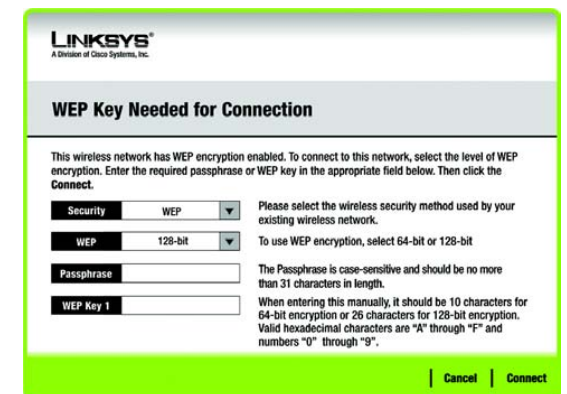 LINKSYS®
A Division of Cisco Systems, Inc.
WEP Key Needed for Connection
This wireless network has WEP encryption enabled. To connect to this network, select the level of WEP
encryption. Enter the required passphrase or WEP key in the appropriate field below. Then click the
Connect.
Security WEP
Please select the wireless security method used by your
existing wireless network.
WEP 128-bit
To use WEP encryption, select 64-bit or 128-bit
Passphrase
The Passphrase is case-sensitive and should be no more
than 31 characters in length.
WEP Key 1
When entering this manually, it should be 10 characters for
64-bit encryption or 26 characters for 128-bit encryption.
Valid hexadecimal characters are “A” through “F” and
numbers “0” through “9”.
Cancel Connect